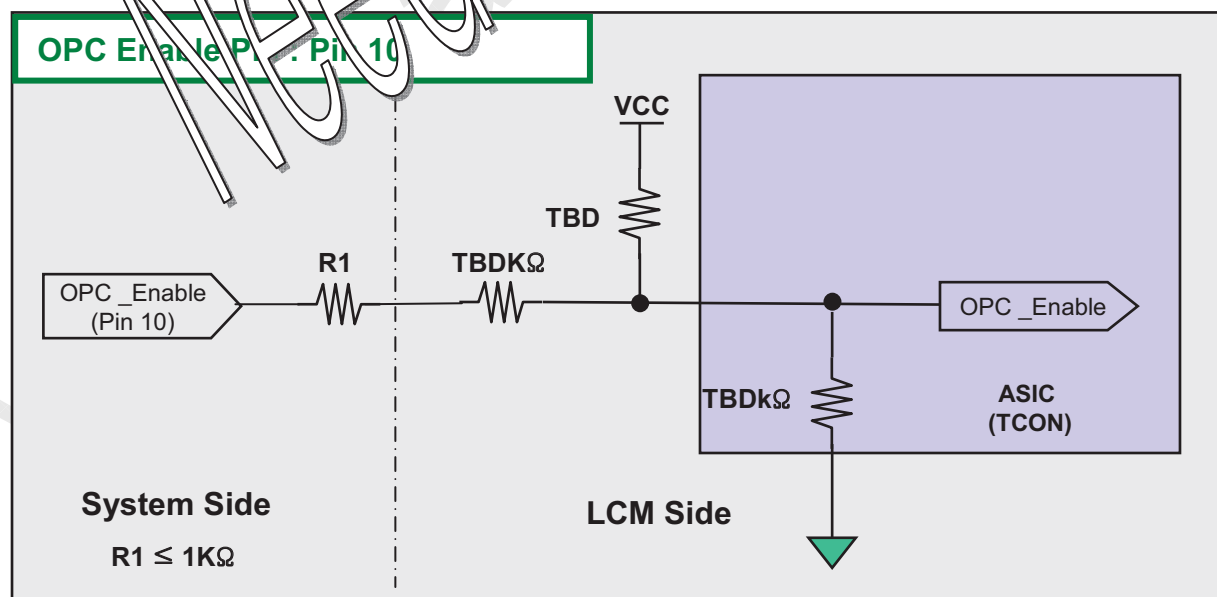 OPC Enable : Pin 10
VCC
TBD
R1
TBDKΩ
OPC _Enable
(Pin 10)
OPC _Enable
TBDkΩ
ASIC
(TCON)
System Side
LCM Side
R1 ≤ 1KΩ